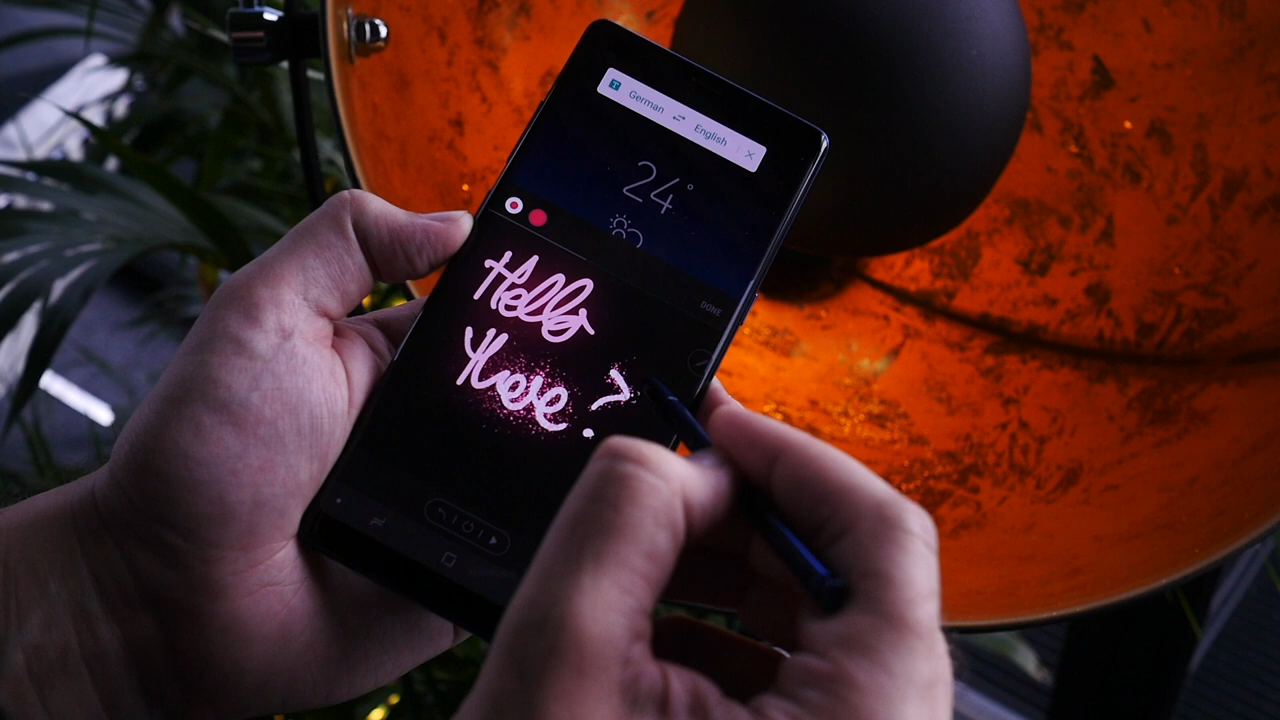 T German ⇄ English ×
24°
DONE
Hello
There?